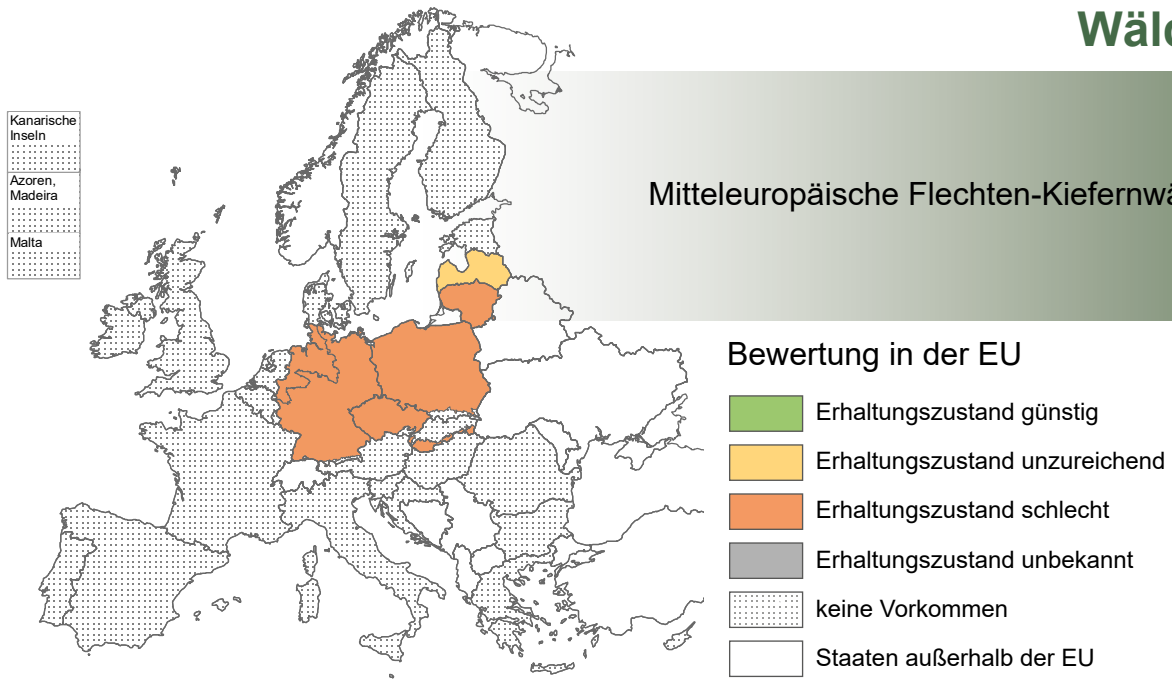 Wäld
Mitteleuropäische Flechten-Kiefernwä
Kanarische
Inseln
Azoren,
Madeira
Malta
Bewertung in der EU
Erhaltungszustand günstig
Erhaltungszustand unzureichend
Erhaltungszustand schlecht
Erhaltungszustand unbekannt
keine Vorkommen
Staaten außerhalb der EU